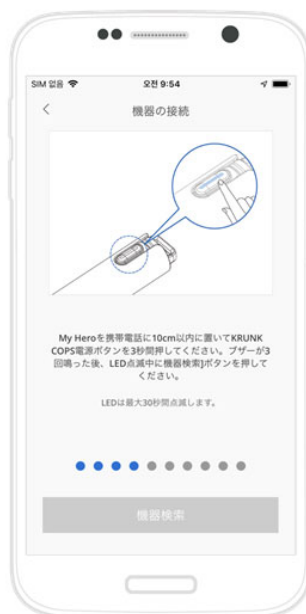 SIM 없음 오전 9:54
機器の接続
My Heroを携帯電話に10cm以内に置いてKRUNK
COPS電源ボタンを3秒間押してください。ブザーが3
回鳴った後、LED点滅中に機器検索]ボタンを押して
ください。
LEDは最大30秒間点滅します。
機器検索